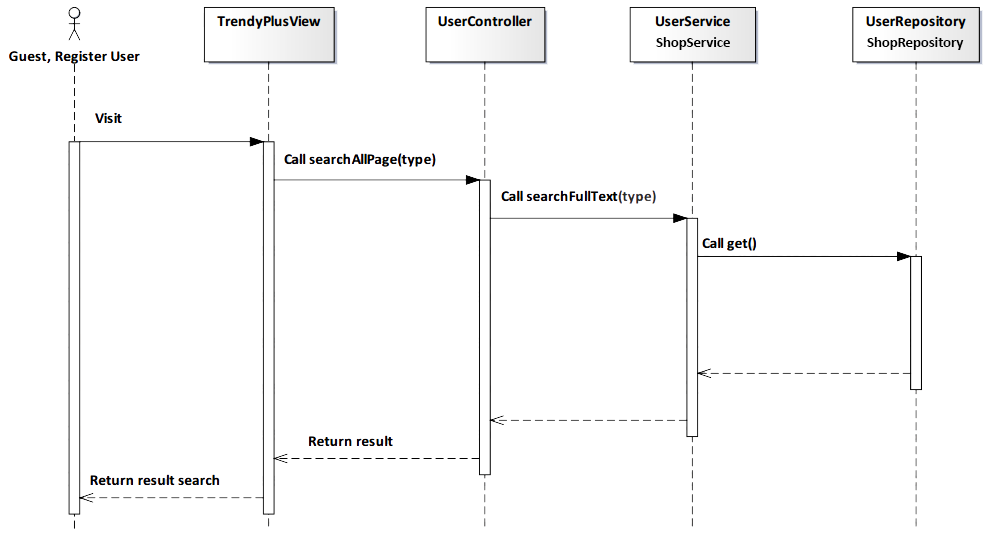 TrendyPlusView
UserController
UserService
ShopService
UserRepository
ShopRepository
Guest, Register User
Visit
Call searchAllPage(type)
Call searchFullText(type)
Call get()
Return result
Return result search